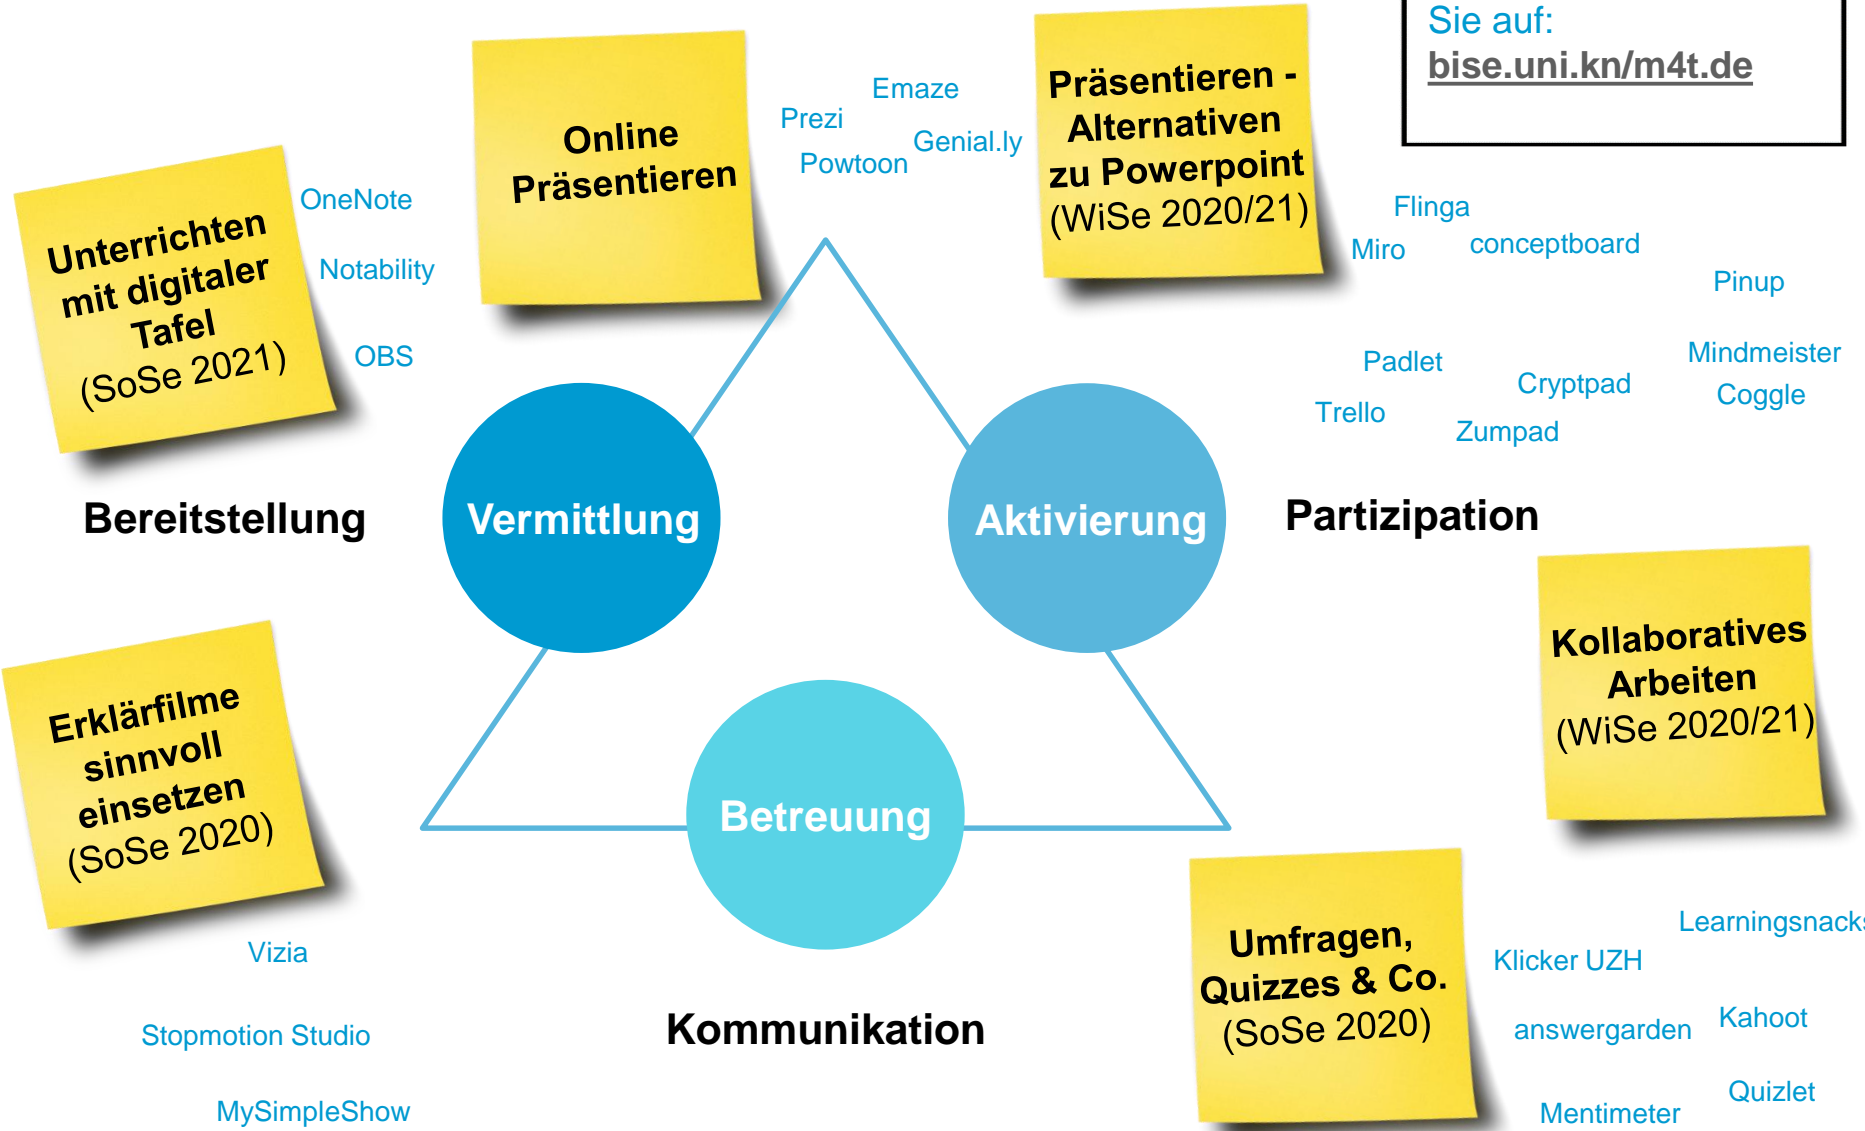 Sie auf:
bise.uni.kn/m4t.de
Online
Präsentieren
Emaze
Prezi
Genial.ly
Powtoon
Präsentieren -
Alternativen
zu Powerpoint
(WiSe 2020/21)
Unterrichten
mit digitaler
Tafel
(SoSe 2021)
OneNote
Notability
OBS
Flinga
Miro
conceptboard
Pinup
Padlet
Mindmeister
Cryptpad
Coggle
Trello
Zumpad
Bereitstellung
Vermittlung
Aktivierung
Partizipation
Kollaboratives
Arbeiten
(WiSe 2020/21)
Erklärfilme
sinnvoll
einsetzen
(SoSe 2020)
Betreuung
Vizia
Stopmotion Studio
MySimpleShow
Kommunikation
Umfragen,
Quizzes & Co.
(SoSe 2020)
Learningsnacks
Klicker UZH
answergarden
Kahoot
Quizlet
Mentimeter